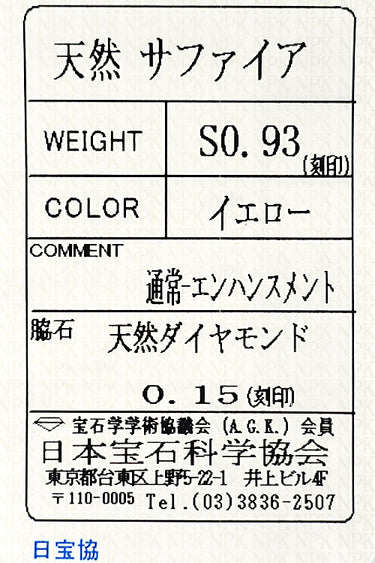 天然 サファイア
WEIGHT S0.93(刻印)
COLOR イエロー
COMMENT
通常-エンハンスメント
脇石 天然ダイヤモンド
0.15(刻印)
宝石学学術協議会 (A.G.K.) 会員
日本宝石科学協会
東京都台東区上野5-22-1 井上ビル4F
〒110-0005 Tel.(03)3836-2507
日宝協